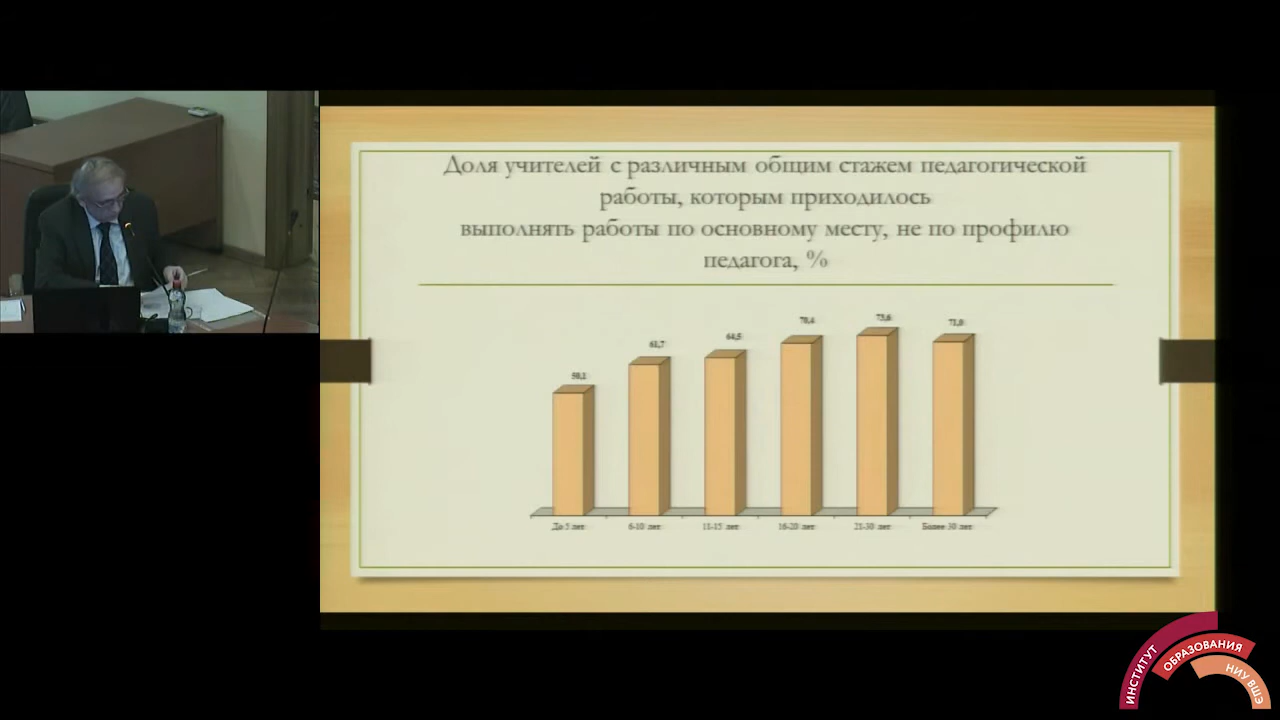 Доля учителей с различным общим стажем педагогической
работы, которым приходилось
выполнять работы по основному месту, не по профилю
педагога, %
61,7
64,5
70,4
73,6
71,0
До 5 лет
6-10 лет
11-15 лет
16-20 лет
21-30 лет
Более 30 лет
ИНСТИТУТ
ОБРАЗОВАНИЯ
НИУ ВШЭ